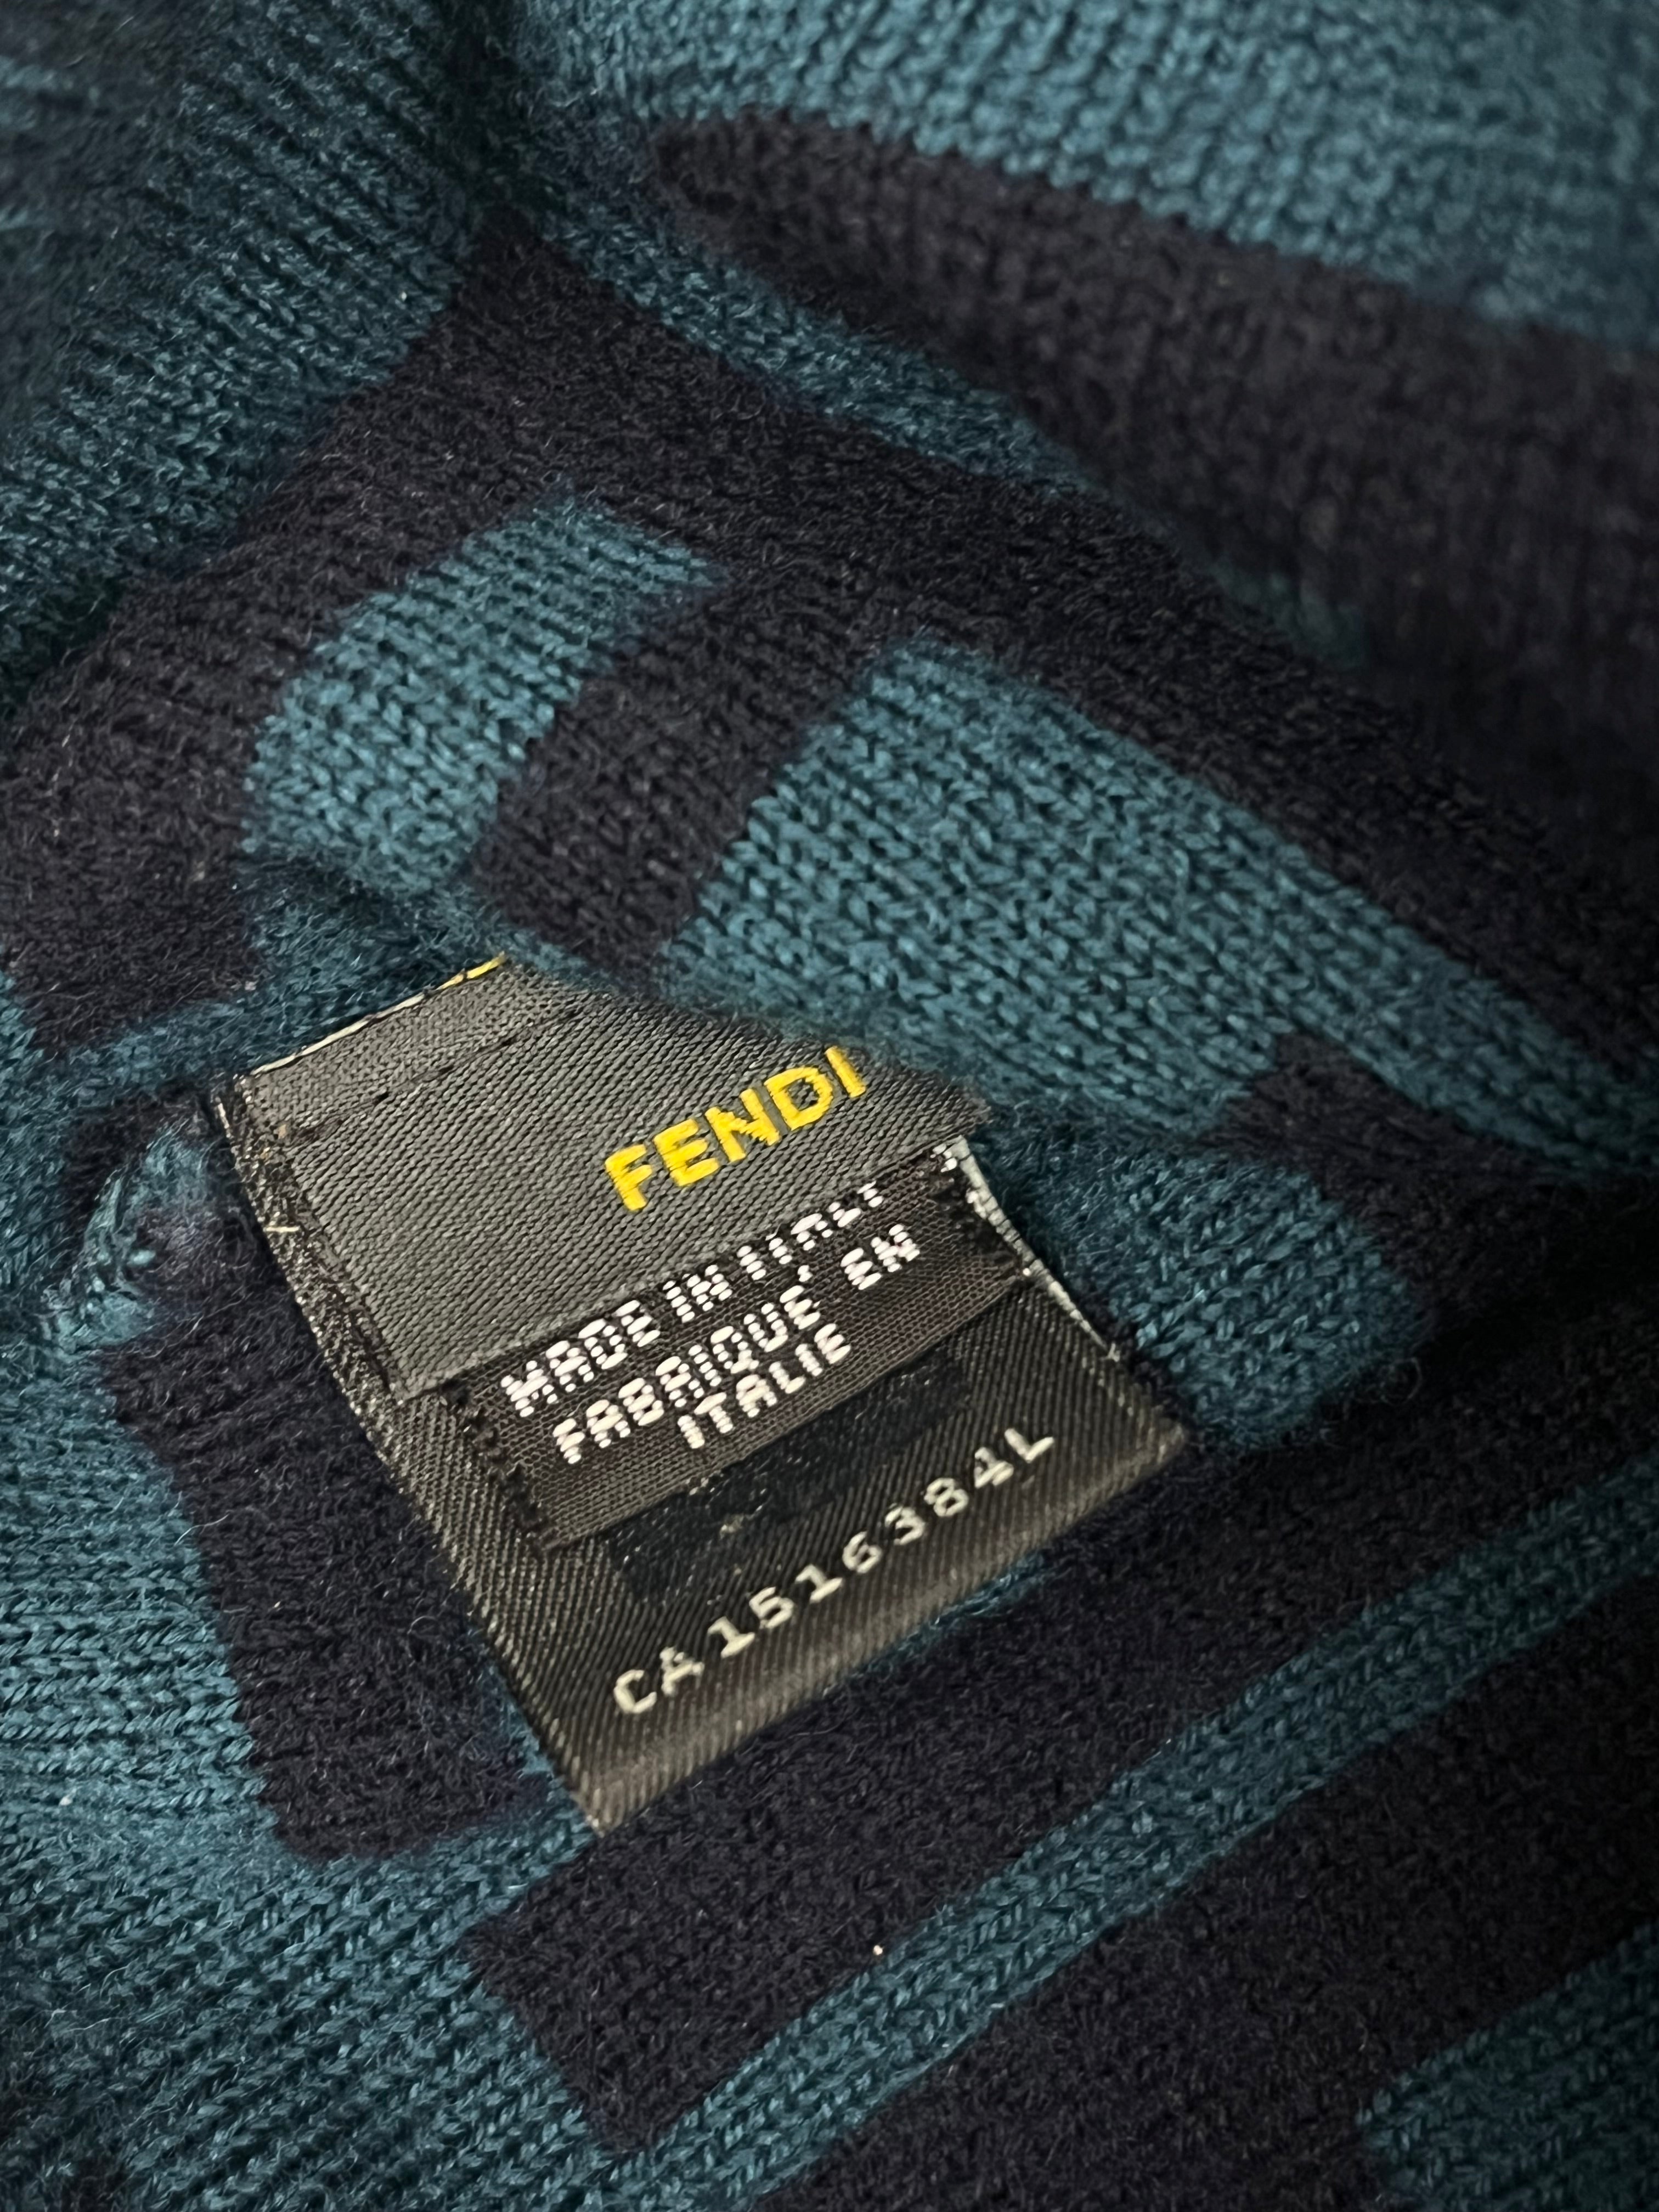 FENDI
MADE IN ITALY
FABRIQUE' EN
ITALIE
CA1516384L